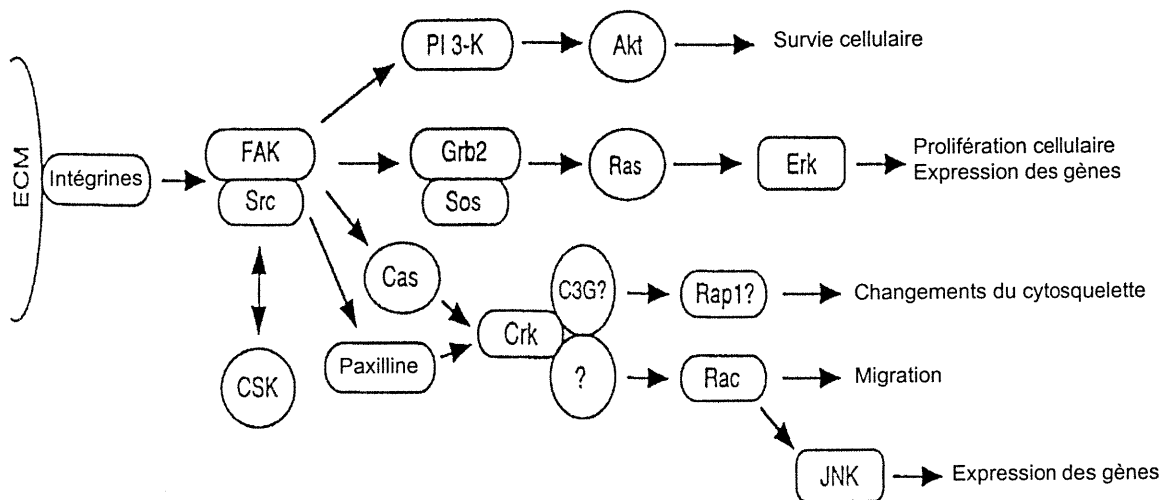 PI 3-K
Akt
Survie cellulaire
ECM
Intégrines
FAK
Src
Grb2
Sos
Ras
Erk
Prolifération cellulaire
Expression des gènes
Cas
C3G?
Rap1?
Changements du cytosquelette
CSK
Paxilline
Crk
?
Rac
Migration
JNK
Expression des gènes